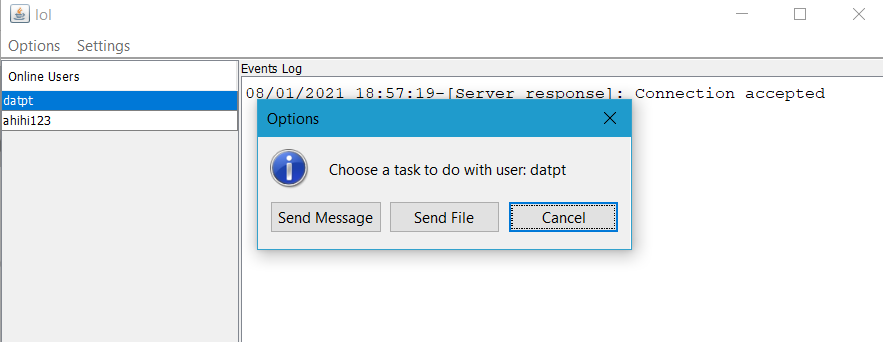 lol
Options Settings
Online Users
datpt
ahihi123
Events Log
08/01/2021 18:57:19-[Server response]: Connection accepted
Options
Choose a task to do with user: datpt
Send Message Send File Cancel